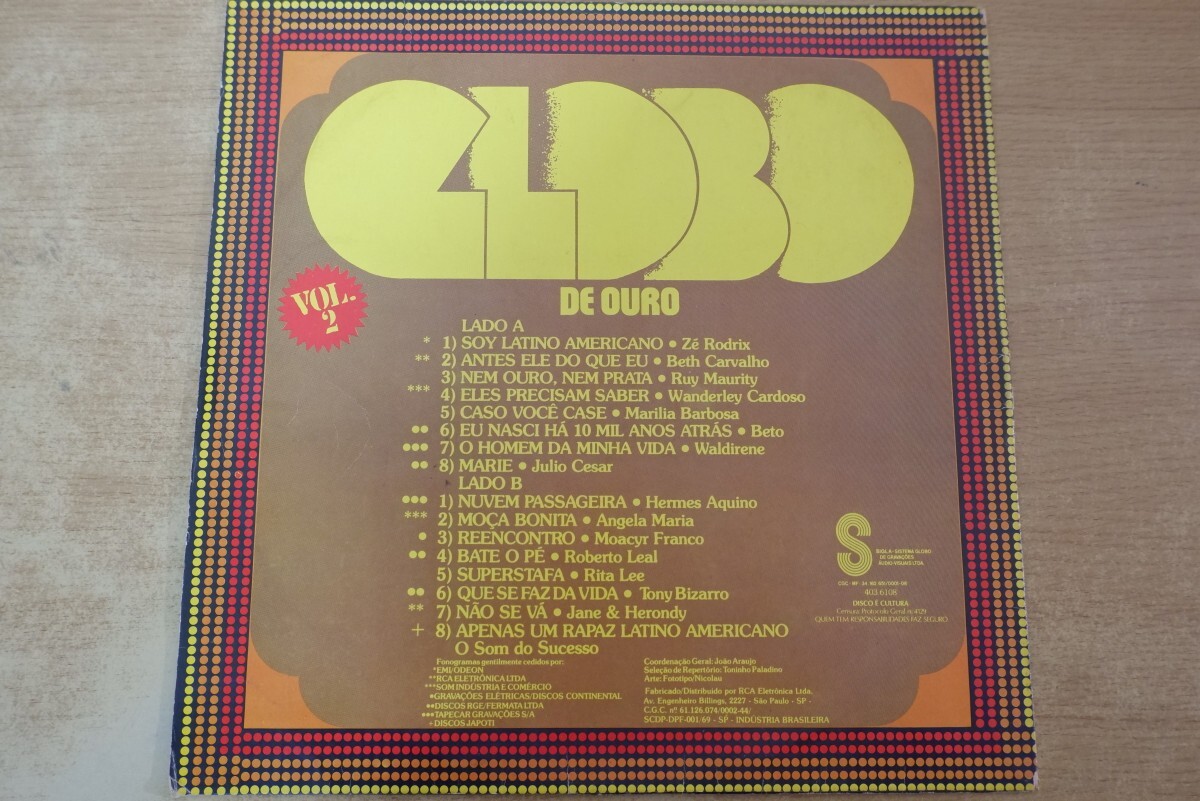 GLOBO
DE OURO
VOL.
2
LADO A
* 1) SOY LATINO AMERICANO • Zé Rodrix
** 2) ANTES ELE DO QUE EU • Beth Carvalho
3) NEM OURO, NEM PRATA • Ruy Maurity
*** 4) ELES PRECISAM SABER • Wanderley Cardoso
5) CASO VOCÊ CASE • Marilia Barbosa
•• 6) EU NASCI HÁ 10 MIL ANOS ATRÁS • Beto
••• 7) O HOMEM DA MINHA VIDA • Waldirene
•• 8) MARIE • Julio Cesar
LADO B
••• 1) NUVEM PASSAGEIRA • Hermes Aquino
*** 2) MOÇA BONITA • Angela Maria
• 3) REENCONTRO • Moacyr Franco
•• 4) BATE O PÉ • Roberto Leal
5) SUPERSTAFA • Rita Lee
•• 6) QUE SE FAZ DA VIDA • Tony Bizarro
** 7) NÃO SE VÁ • Jane & Herondy
+ 8) APENAS UM RAPAZ LATINO AMERICANO
O Som do Sucesso
Fonogramas gentilmente cedidos por:
*EMI/ODEON
**RCA ELETRÔNICA LTDA
***SOM INDÚSTRIA E COMÉRCIO
•GRAVAÇÕES ELÉTRICAS/DISCOS CONTINENTAL
••DISCOS RGE/FERMATA LTDA
•••TAPECAR GRAVAÇÕES S/A
+DISCOS JAPOTI
Coordenação Geral: João Araujo
Seleção de Repertório: Toninho Paladino
Arte: Fototipo/Nicolau
Fabricado/Distribuido por RCA Eletrônica Ltda.
Av. Engenheiro Billings, 2227 - São Paulo - SP -
C.G.C. nº 61.126.074/0002-44/
SCDP-DPF-001/69 - SP - INDÚSTRIA BRASILEIRA
SIGLA - SISTEMA GLOBO
DE GRAVAÇÕES
ÁUDIO-VISUAIS LTDA.
403.6108
DISCO É CULTURA
QUEM TEM RESPONSABILIDADES FAZ SEGURO